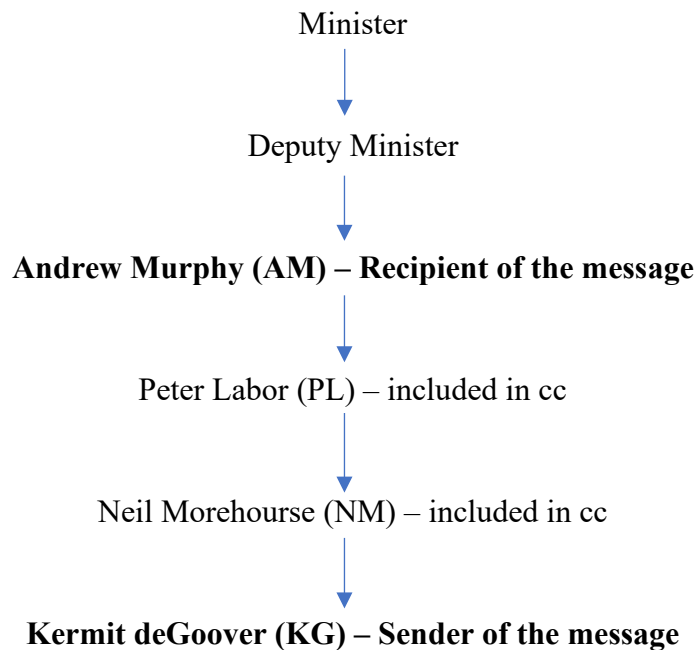 Minister
Deputy Minister
Andrew Murphy (AM) – Recipient of the message
Peter Labor (PL) – included in cc
Neil Morehourse (NM) – included in cc
Kermit deGoover (KG) – Sender of the message